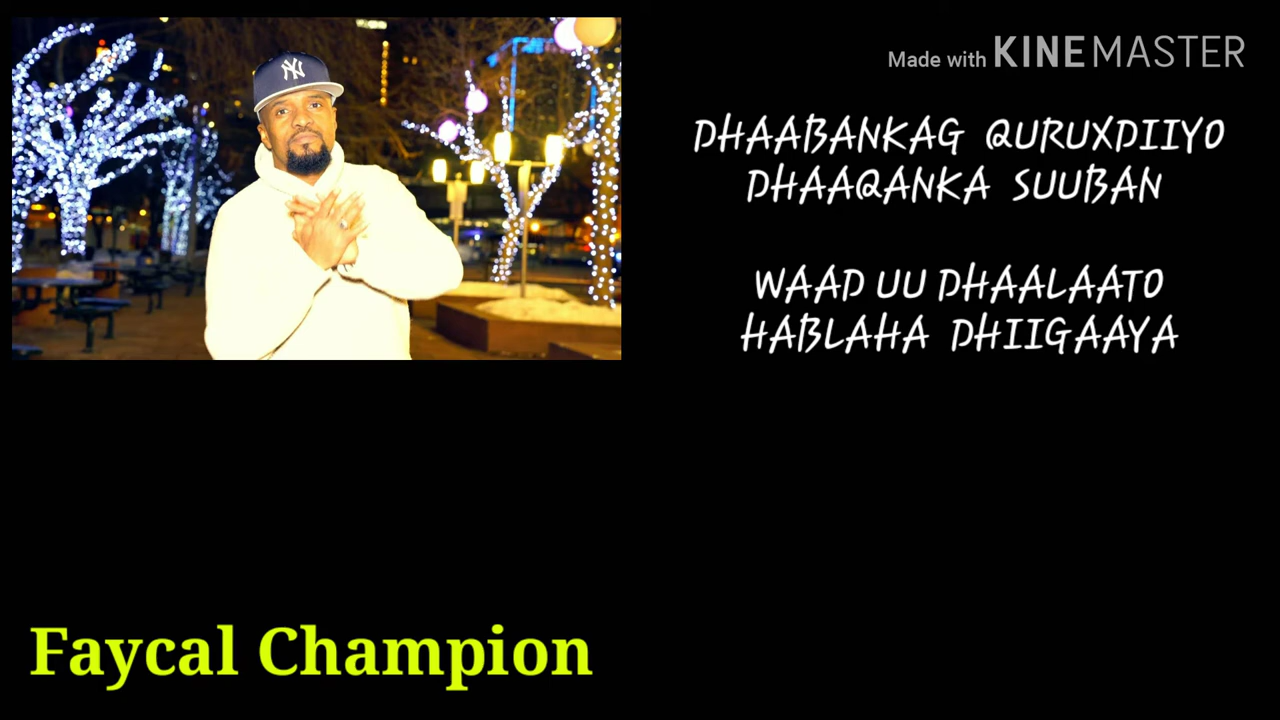 NY
Made with KINEMASTER
DHAABANKAG QURUXDIIYO
DHAAQANKA SUUBAN
WAAD UU DHAALAATO
HABLAHA DHIIGAAYA
Faycal Champion